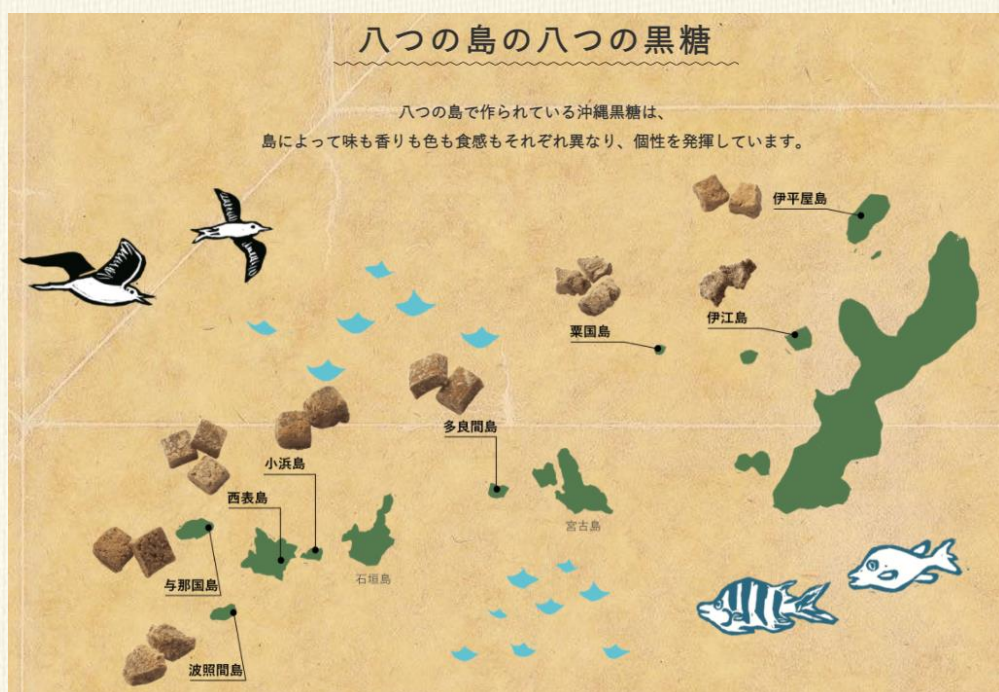 八つの島の八つの黒糖
八つの島で作られている沖縄黒糖は、
島によって味も香りも色も食感もそれぞれ異なり、個性を発揮しています。
伊平屋島
伊江島
粟国島
多良間島
小浜島
西表島
宮古島
石垣島
与那国島
波照間島